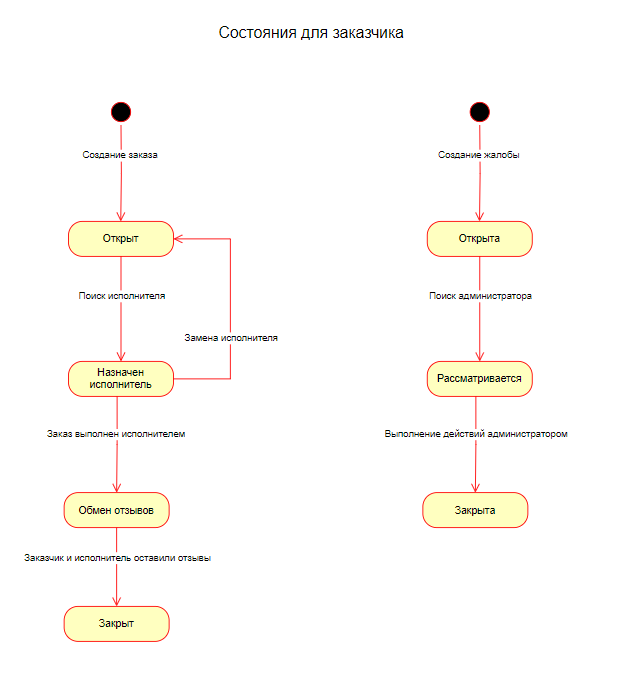 Состояния для заказчика
Создание заказа
Открыт
Поиск исполнителя
Замена исполнителя
Назначен
исполнитель
Заказ выполнен исполнителем
Обмен отзывов
Заказчик и исполнитель оставили отзывы
Закрыт
Создание жалобы
Открыта
Поиск администратора
Рассматривается
Выполнение действий администратором
Закрыта